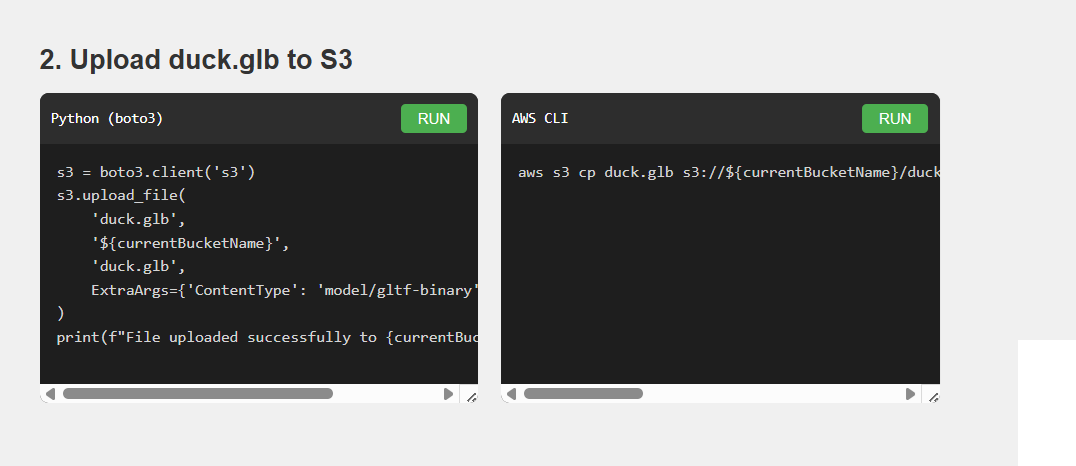 2. Upload duck.glb to S3
Python (boto3)
RUN
s3 = boto3.client('s3')
s3.upload_file(
    'duck.glb',
    '${currentBucketName}',
    'duck.glb',
    ExtraArgs={'ContentType': 'model/gltf-binary'
)
print(f"File uploaded successfully to {currentBuc
AWS CLI
RUN
aws s3 cp duck.glb s3://${currentBucketName}/duck